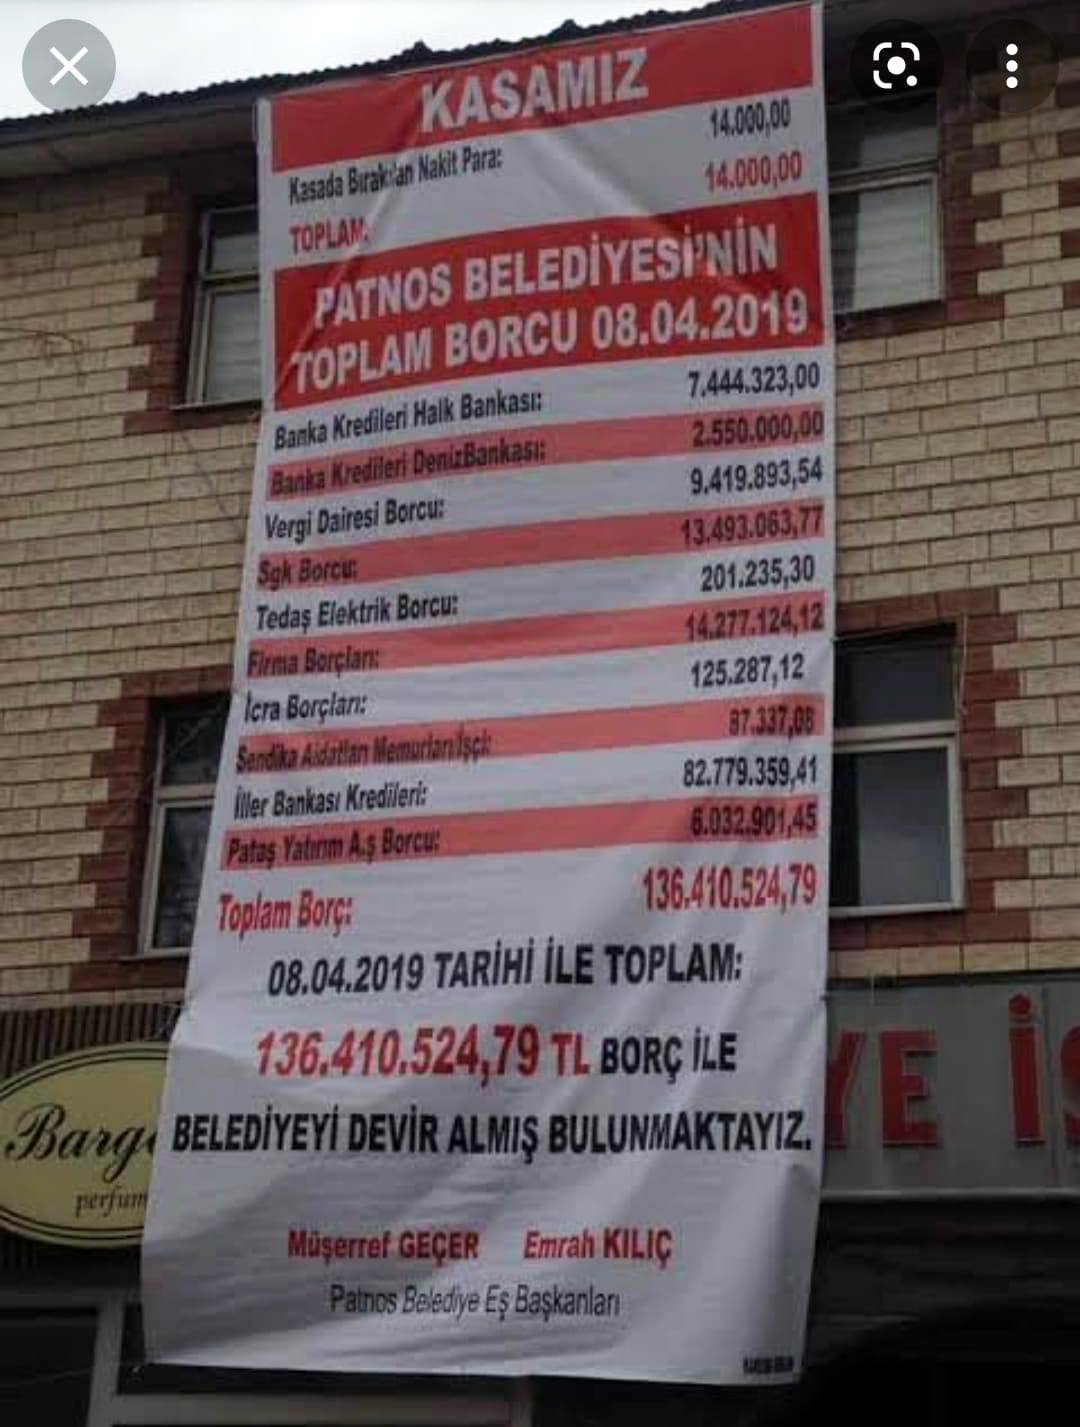 KASAMIZ
Kasada Bırakılan Nakit Para: 14.000,00
TOPLAM: 14.000,00
PATNOS BELEDİYESİ'NİN
TOPLAM BORCU 08.04.2019
Banka Kredileri Halk Bankası: 7.444.323,00
Banka Kredileri DenizBankası: 2.550.000,00
Vergi Dairesi Borcu: 9.419.893,54
Sgk Borcu: 13.493.063,77
Tedaş Elektrik Borcu: 201.235,30
Firma Borçları: 14.277.124,12
İcra Borçları: 125.287,12
Sendika Aidatları Memurları/İşçi: 87.337,08
İller Bankası Kredileri: 82.779.359,41
Pataş Yatırım A.ş Borcu: 6.032.901,45
Toplam Borç: 136.410.524,79
08.04.2019 TARİHİ İLE TOPLAM:
136.410.524,79 TL BORÇ İLE
BELEDİYEYİ DEVİR ALMIŞ BULUNMAKTAYIZ.
Müşerref GEÇER Emrah KILIÇ
Patnos Belediye Eş Başkanları
YE İŞ
Barg
perfum